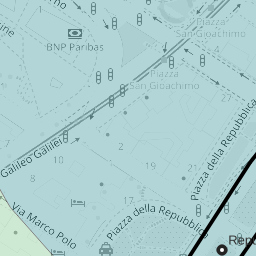 Piazza
San Gioachimo
BNP Paribas
Piazza
San Gioachimo
27
21
Galileo Galilei
2
10
19
8
17
Piazza della Repubblica
Piazza della Repubblica
Via Marco Polo